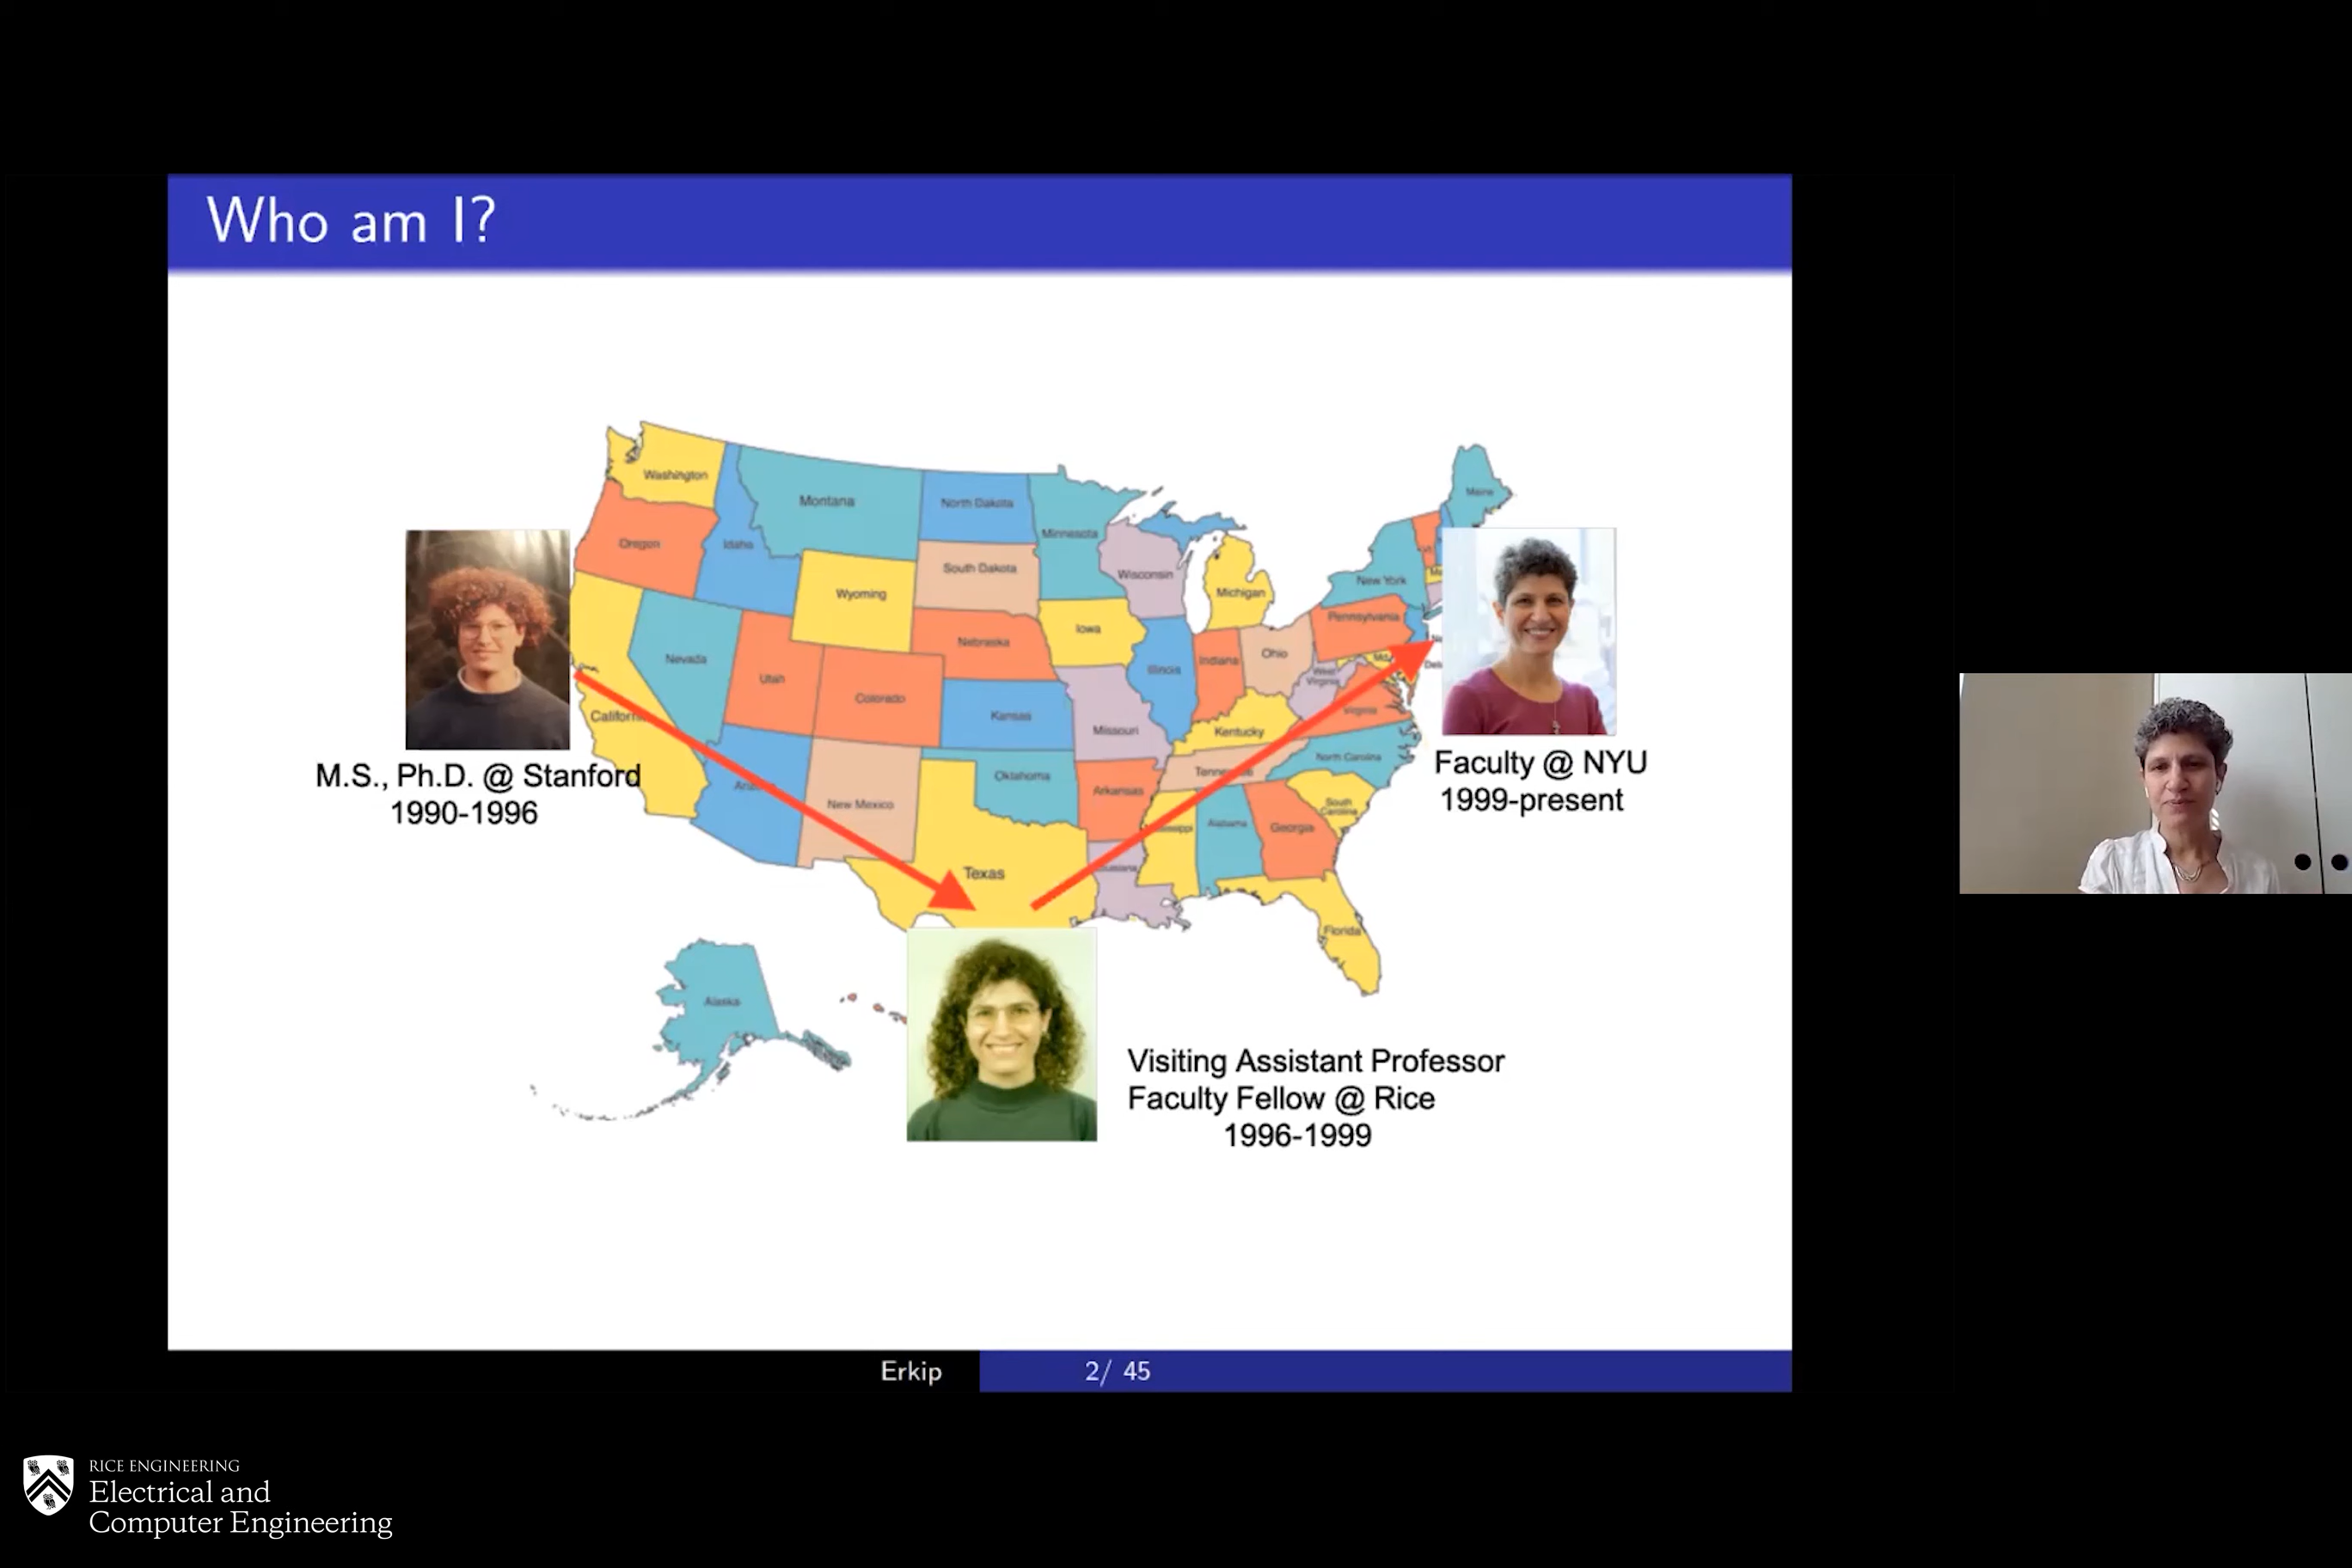 Who am I?
Washington
Montana
North Dakota
Minnesota
Maine
Oregon
Idaho
Wyoming
South Dakota
Wisconsin
Michigan
New York
Nevada
Utah
Colorado
Nebraska
Iowa
Illinois
Indiana
Ohio
Pennsylvania
West
Virginia
Virginia
Kansas
Missouri
Kentucky
North Carolina
New Mexico
Oklahoma
Arkansas
South
Carolina
Alabama
Georgia
Texas
Florida
Alaska
M.S., Ph.D. @ Stanford
1990-1996
Faculty @ NYU
1999-present
Visiting Assistant Professor
Faculty Fellow @ Rice
1996-1999
Erkip
2/ 45
RICE ENGINEERING
Electrical and
Computer Engineering